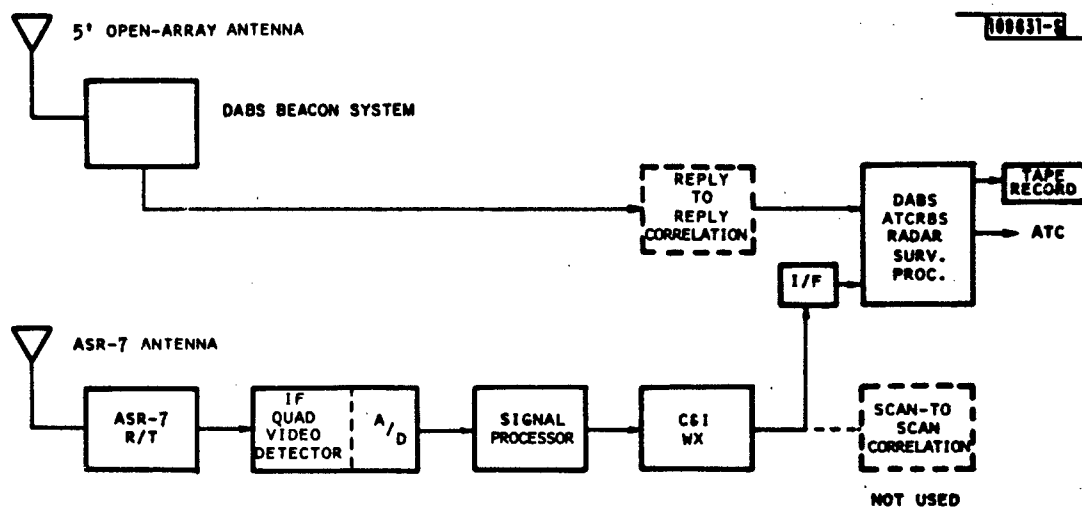 5' OPEN-ARRAY ANTENNA
100631-S
DABS BEACON SYSTEM
REPLY
TO
REPLY
CORRELATION
DABS
ATCRBS
RADAR
SURV.
PROC.
TAPE
RECORD
ATC
I/F
ASR-7 ANTENNA
ASR-7
R/T
IF
QUAD
VIDEO
DETECTOR
A/D
SIGNAL
PROCESSOR
C&I
WX
SCAN-TO
SCAN
CORRELATION
NOT USED